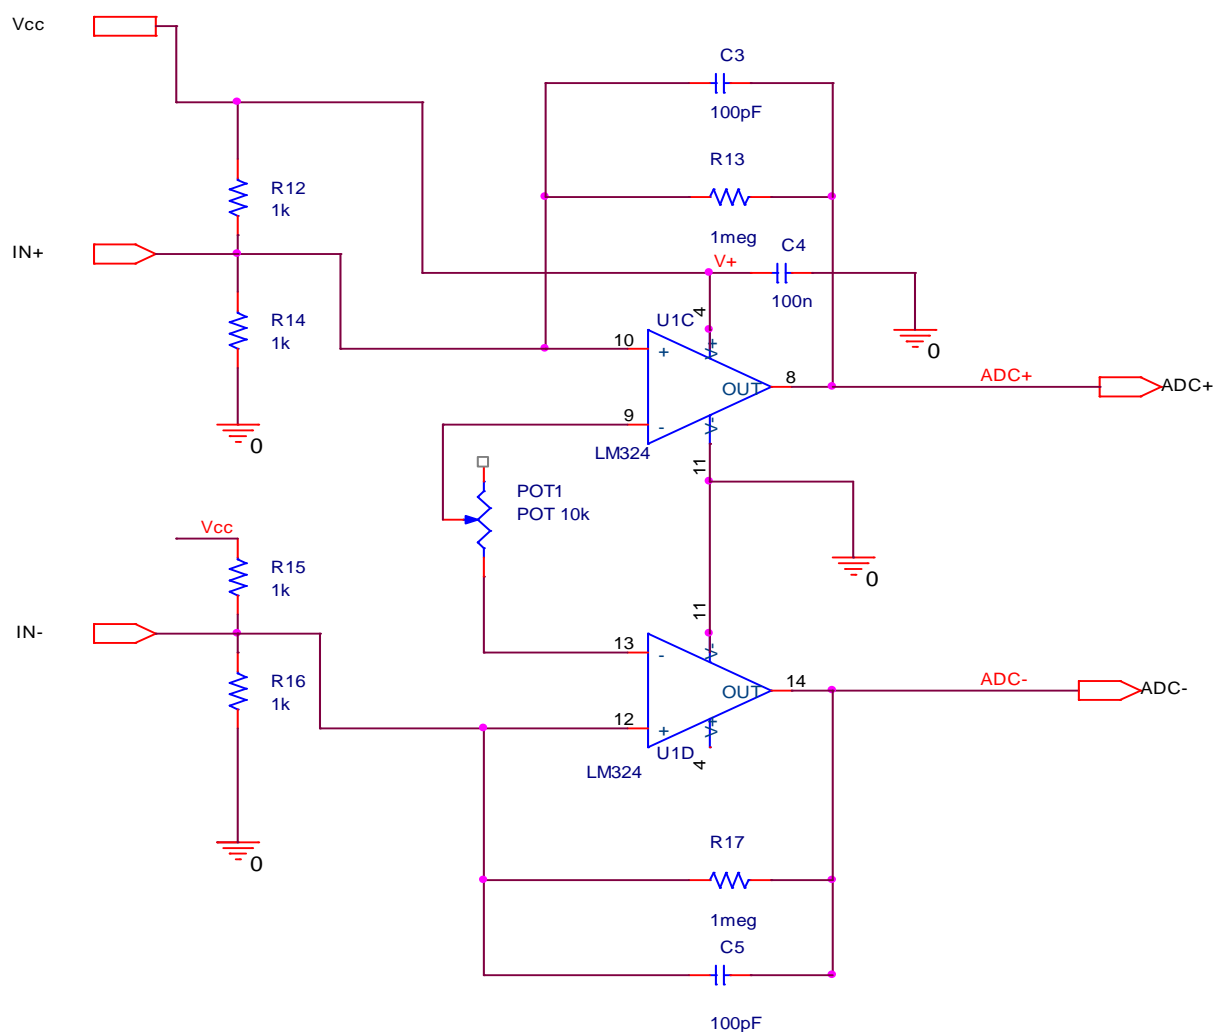 Vcc
C3
100pF
R13
1meg
R12
1k
IN+
C4
V+
100n
4
U1C
R14
1k
10
+
V+
0
OUT
8
ADC+
ADC+
9
-
V-
0
LM324
11
POT1
POT 10k
Vcc
R15
1k
0
11
IN-
13
-
V-
R16
1k
OUT
14
ADC-
ADC-
12
+
V+
U1D
4
LM324
0
R17
1meg
C5
100pF